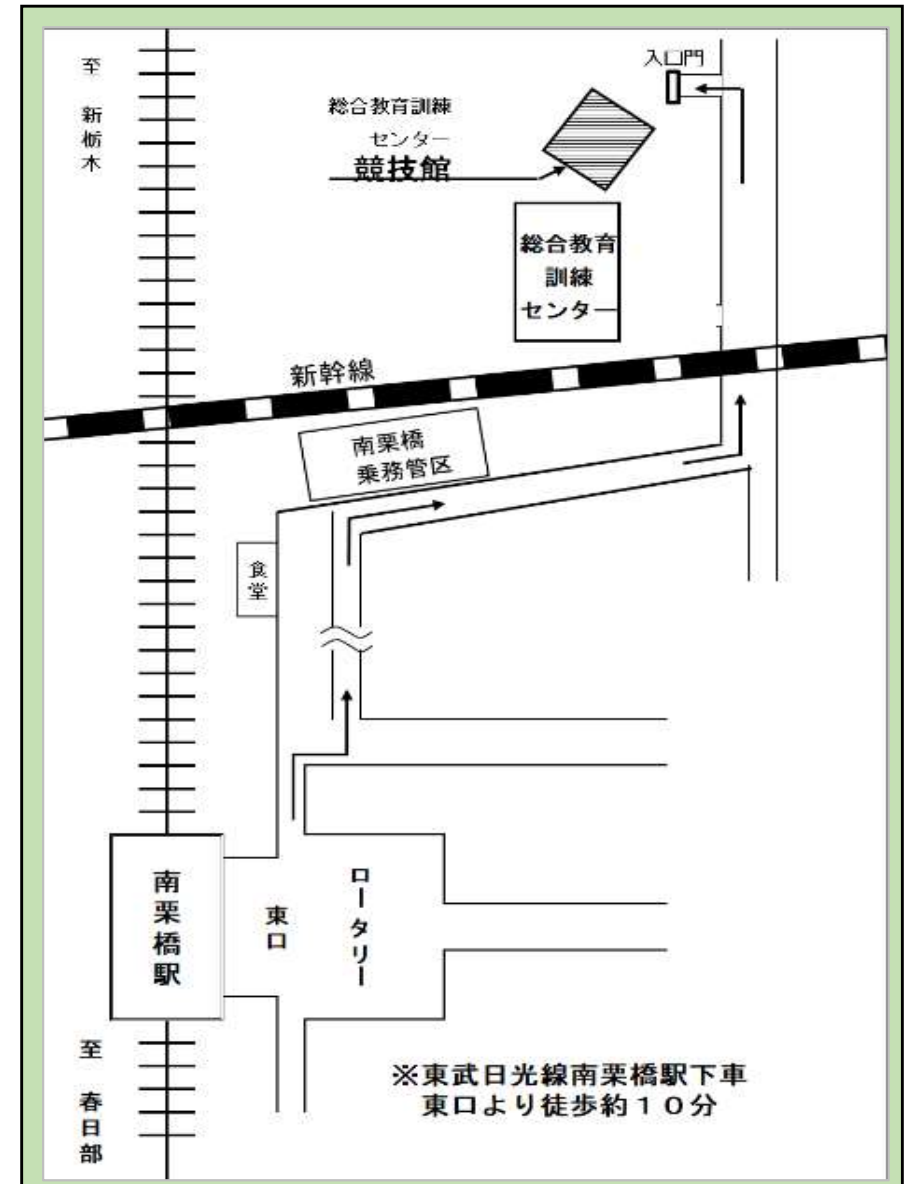 至 新栃木
入口門
総合教育訓練
センター
競技館
総合教育
訓練
センター
新幹線
南栗橋
乗務管区
食堂
南栗橋駅
東口
ロータリー
至 春日部
※東武日光線南栗橋駅下車
東口より徒歩約１０分